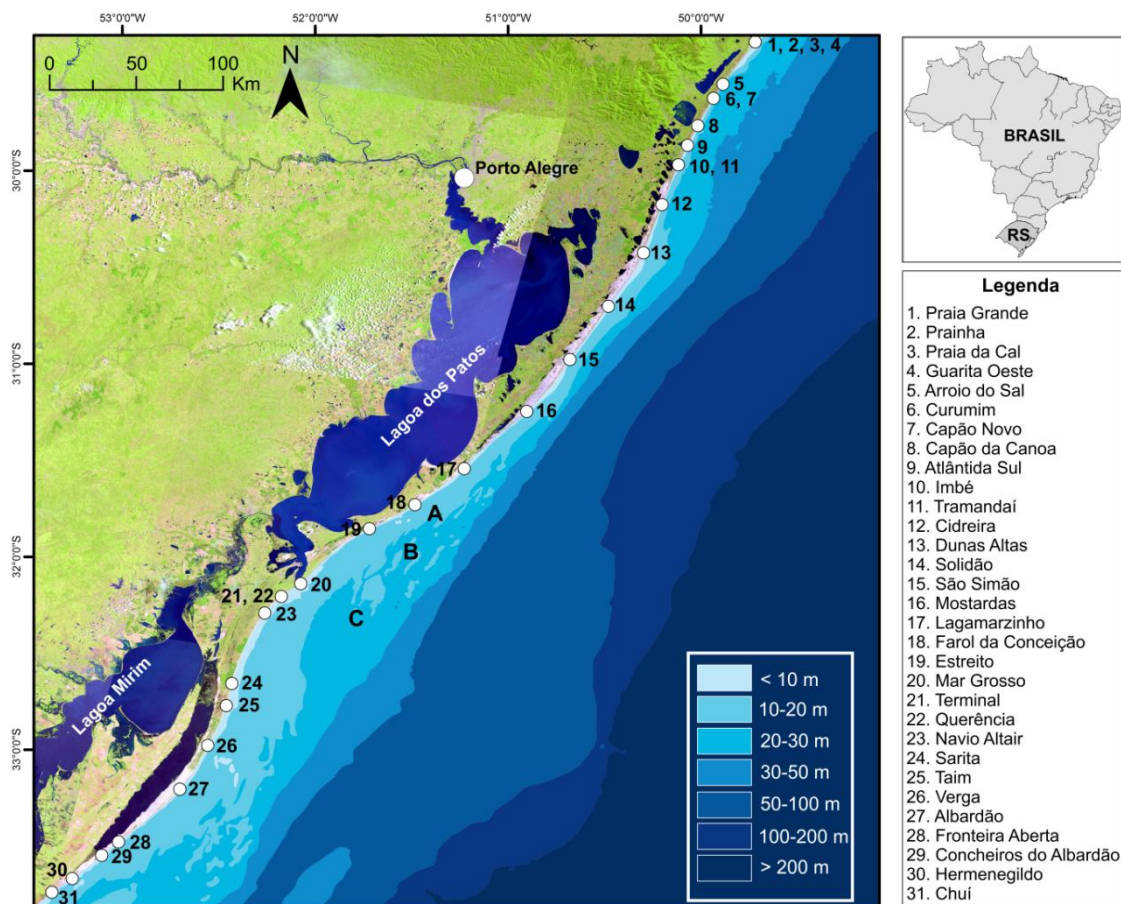 53°0'0"W
52°0'0"W
51°0'0"W
50°0'0"W
N
0 50 100
Km
1, 2, 3, 4
5
6, 7
8
9
10, 11
12
13
14
15
16
17
18
19
20
21, 22
23
24
25
26
27
28
29
30
31
30°0'0"S
31°0'0"S
32°0'0"S
33°0'0"S
Porto Alegre
Lagoa dos Patos
Lagoa Mirim
A
B
C
< 10 m
10-20 m
20-30 m
30-50 m
50-100 m
100-200 m
> 200 m
BRASIL
RS
Legenda
1. Praia Grande
2. Prainha
3. Praia da Cal
4. Guarita Oeste
5. Arroio do Sal
6. Curumim
7. Capão Novo
8. Capão da Canoa
9. Atlântida Sul
10. Imbé
11. Tramandaí
12. Cidreira
13. Dunas Altas
14. Solidão
15. São Simão
16. Mostardas
17. Lagamarzinho
18. Farol da Conceição
19. Estreito
20. Mar Grosso
21. Terminal
22. Querência
23. Navio Altair
24. Sarita
25. Taim
26. Verga
27. Albardão
28. Fronteira Aberta
29. Concheiros do Albardão
30. Hermenegildo
31. Chuí